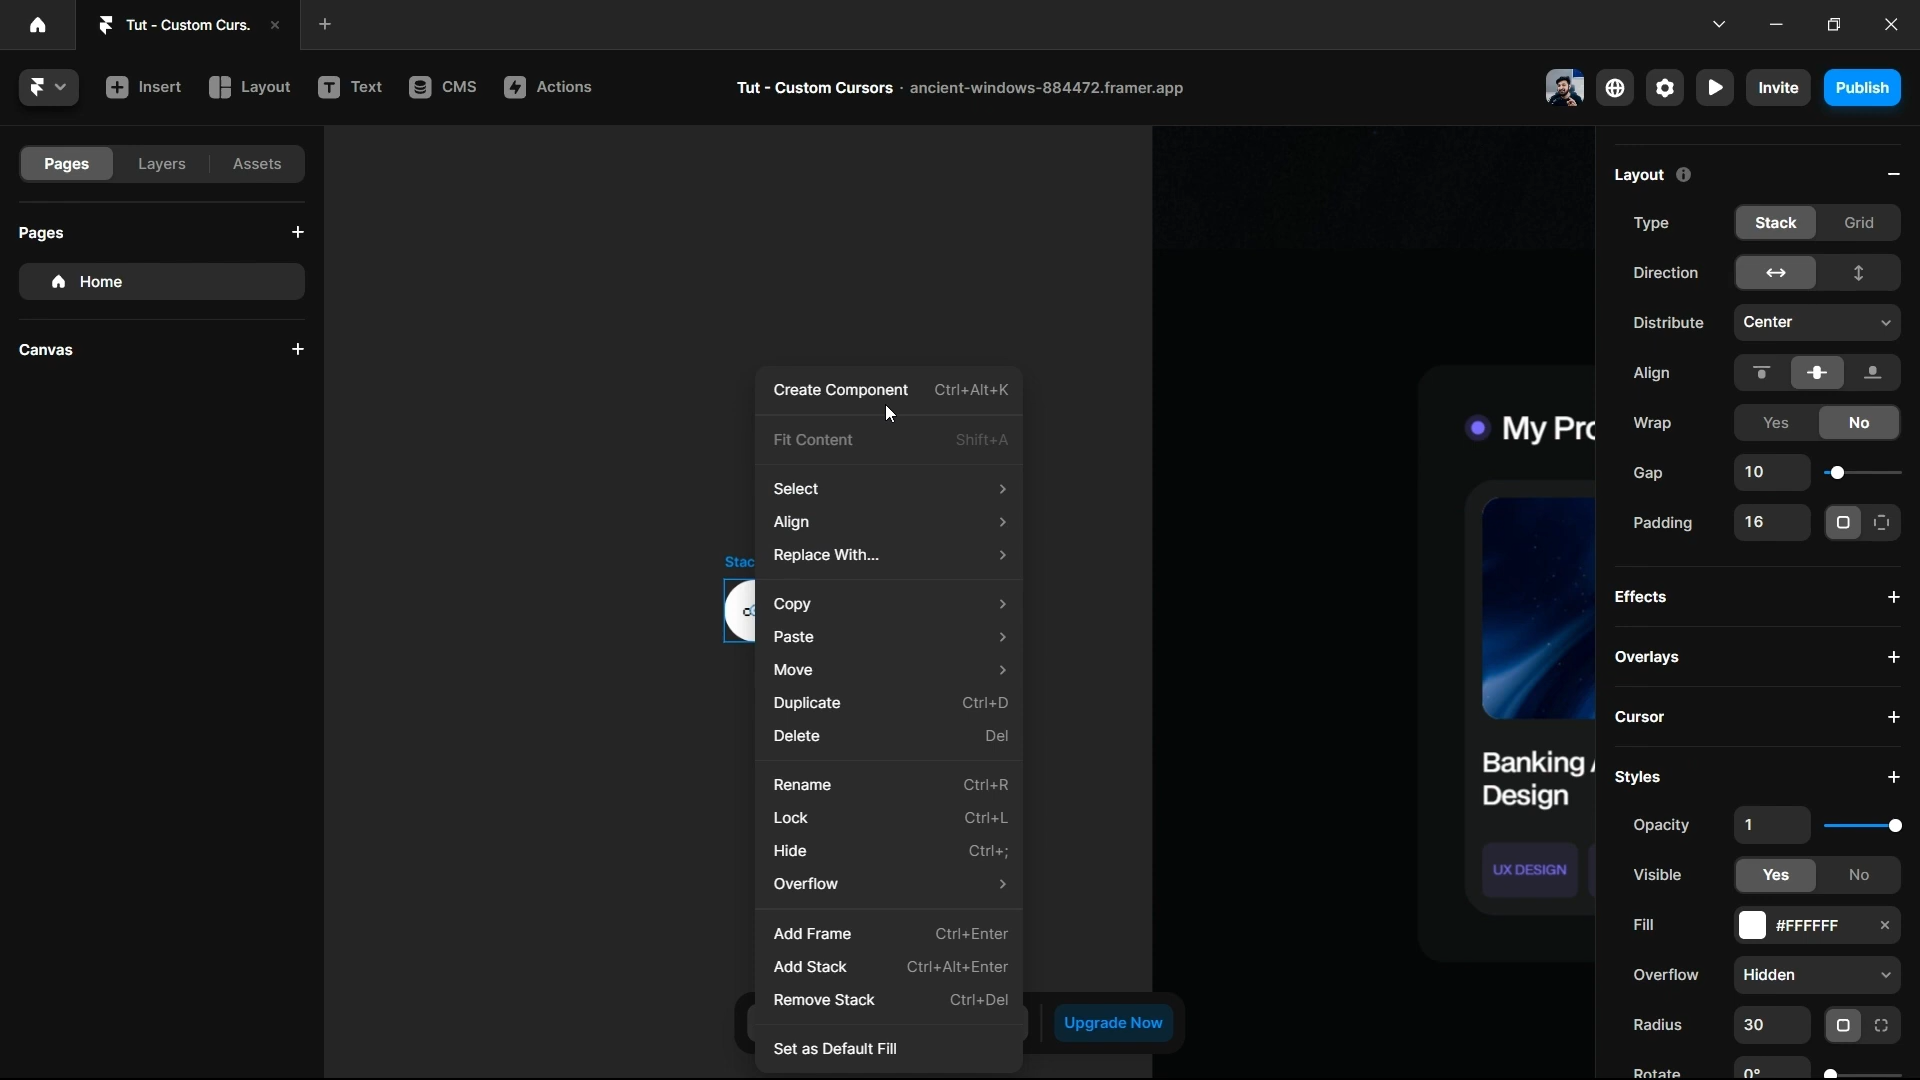 Tut - Custom Curs.
Insert
Layout
Text
CMS
Actions
Tut - Custom Cursors · ancient-windows-884472.framer.app
Invite
Publish
Pages
Layers
Assets
Pages
Home
Canvas
Create Component Ctrl+Alt+K
Fit Content Shift+A
Select
Align
Replace With...
Copy
Paste
Move
Duplicate Ctrl+D
Delete Del
Rename Ctrl+R
Lock Ctrl+L
Hide Ctrl+;
Overflow
Add Frame Ctrl+Enter
Add Stack Ctrl+Alt+Enter
Remove Stack Ctrl+Del
Set as Default Fill
Stac
Upgrade Now
My Pro
Banking
Design
UX DESIGN
Layout
Type Stack Grid
Direction
Distribute Center
Align
Wrap Yes No
Gap 10
Padding 16
Effects
Overlays
Cursor
Styles
Opacity 1
Visible Yes No
Fill #FFFFFF
Overflow Hidden
Radius 30
Rotate 0°